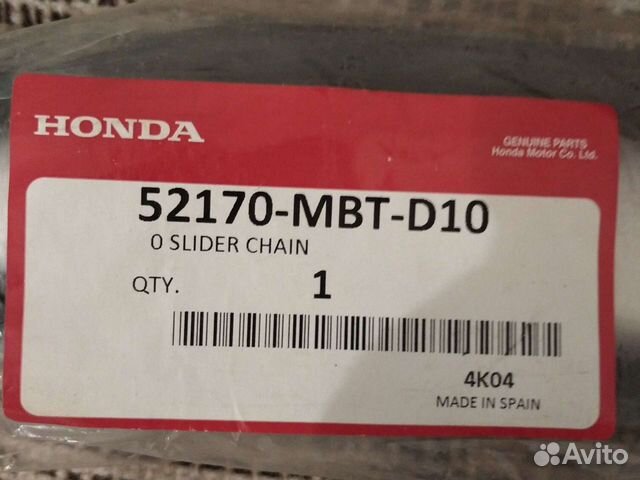 HONDA
GENUINE PARTS
Honda Motor Co. Ltd.
52170-MBT-D10
0 SLIDER CHAIN
QTY. 1
4K04
MADE IN SPAIN
Avito